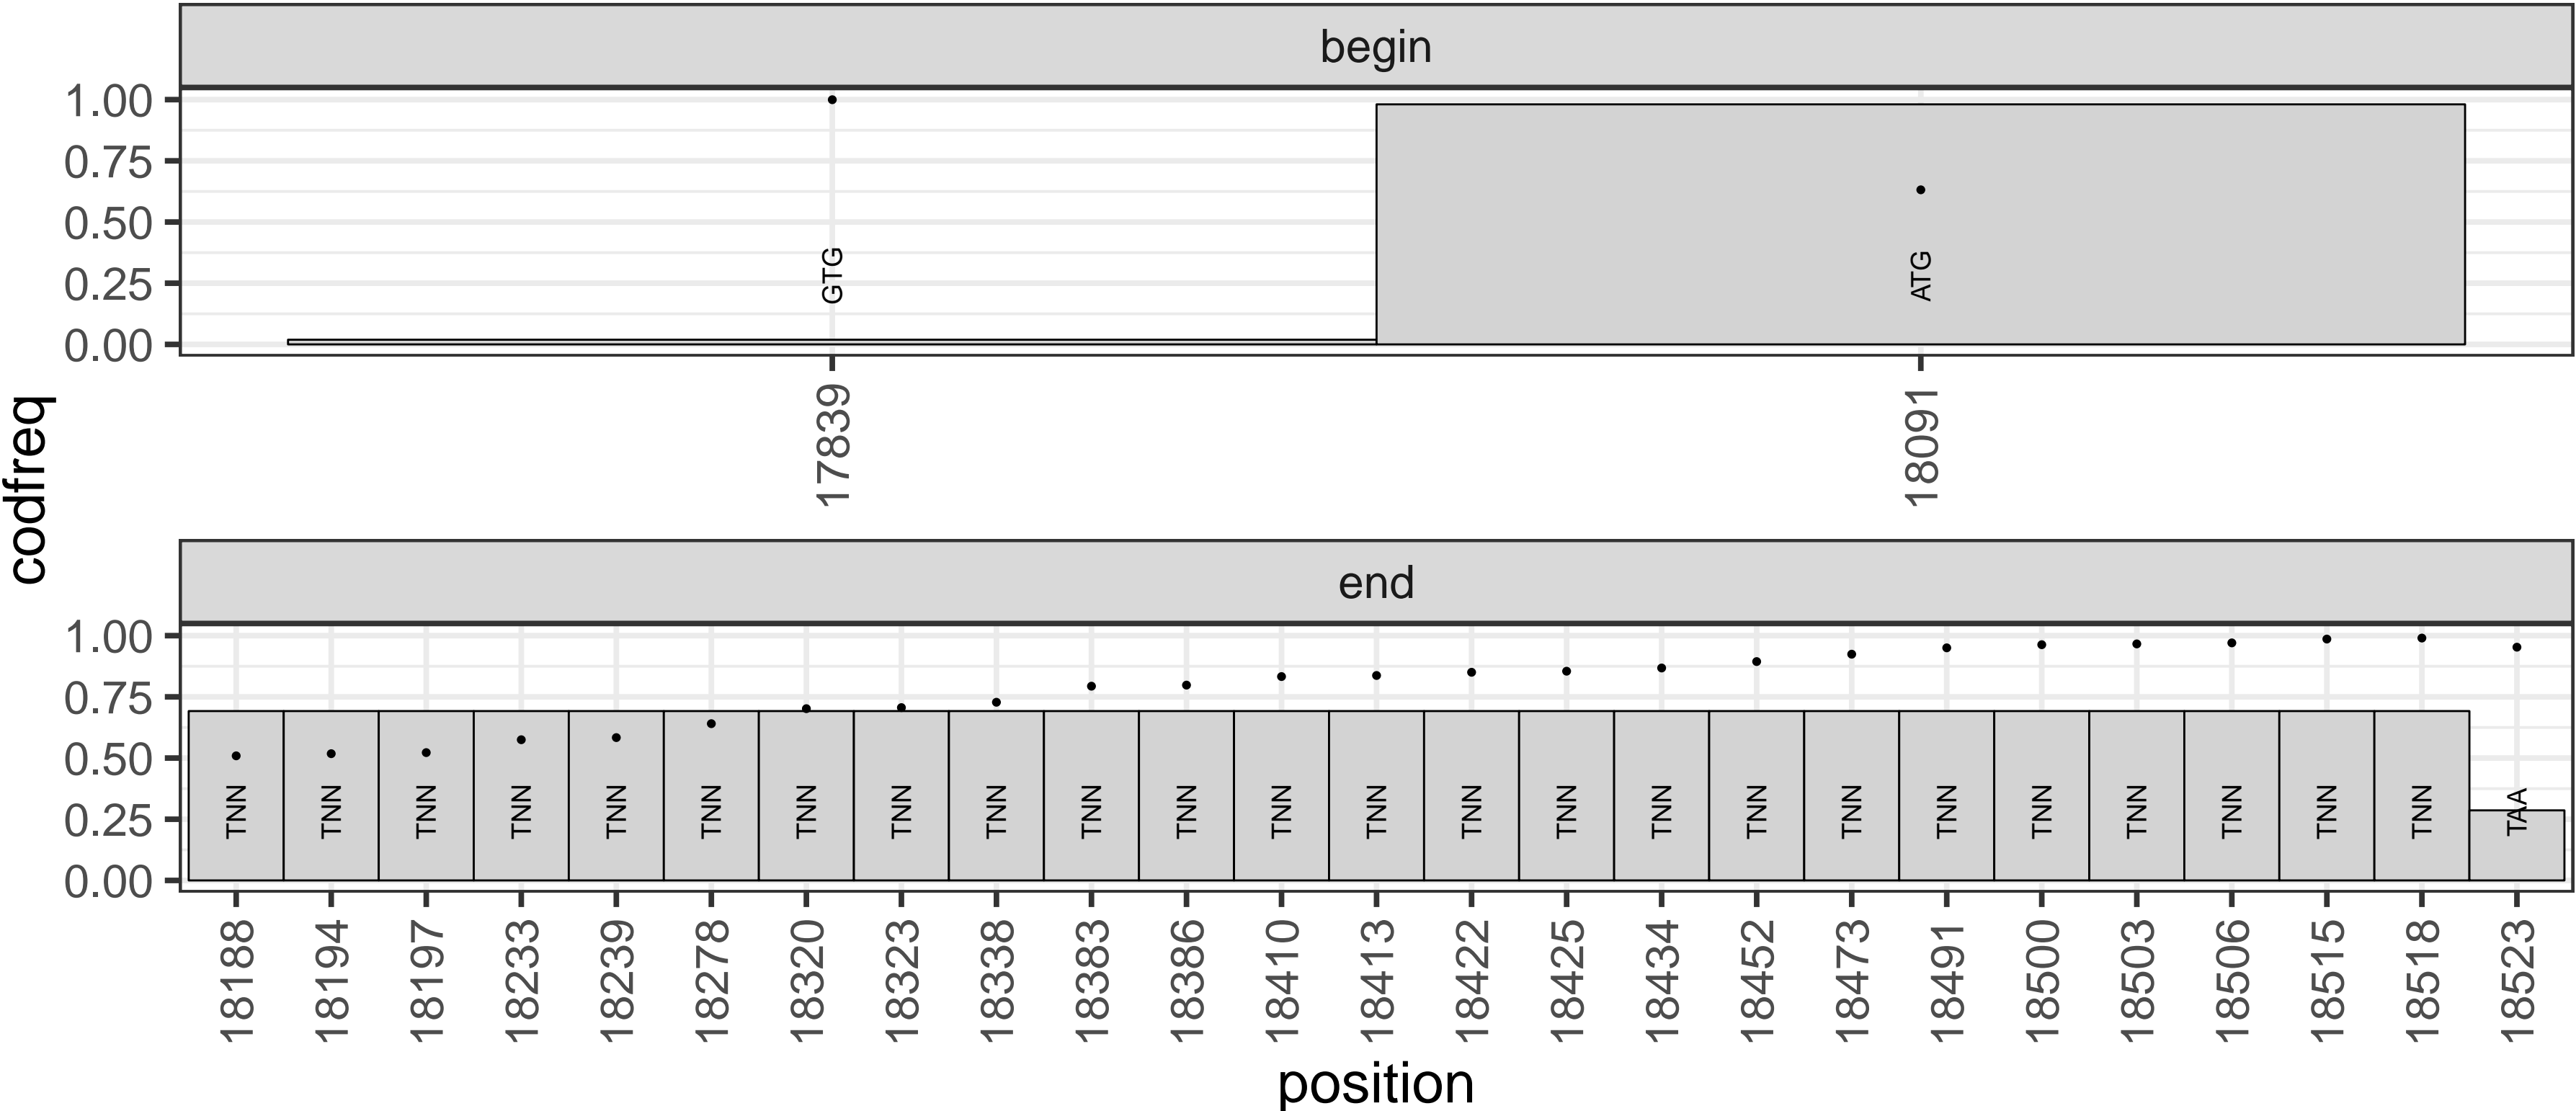 begin
1.00
0.75
0.50
0.25
0.00
GTG
ATG
17839
18091
codfreq
end
1.00
0.75
0.50
0.25
0.00
TNN TNN TNN TNN TNN TNN TNN TNN TNN TNN TNN TNN TNN TNN TNN TNN TNN TNN TNN TNN TNN TNN TNN TNN TAA
18188 18194 18197 18233 18239 18278 18320 18323 18338 18383 18386 18410 18413 18422 18425 18434 18452 18473 18491 18500 18503 18506 18515 18518 18523
position